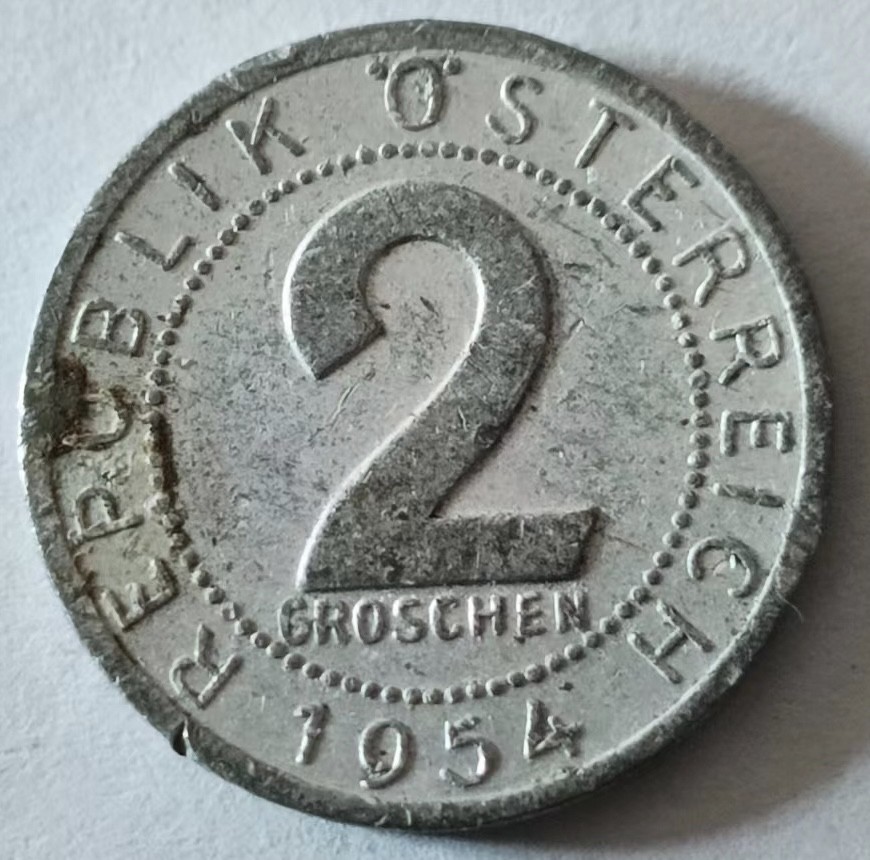 REPUBLIK ÖSTERREICH
2
GROSCHEN
1954